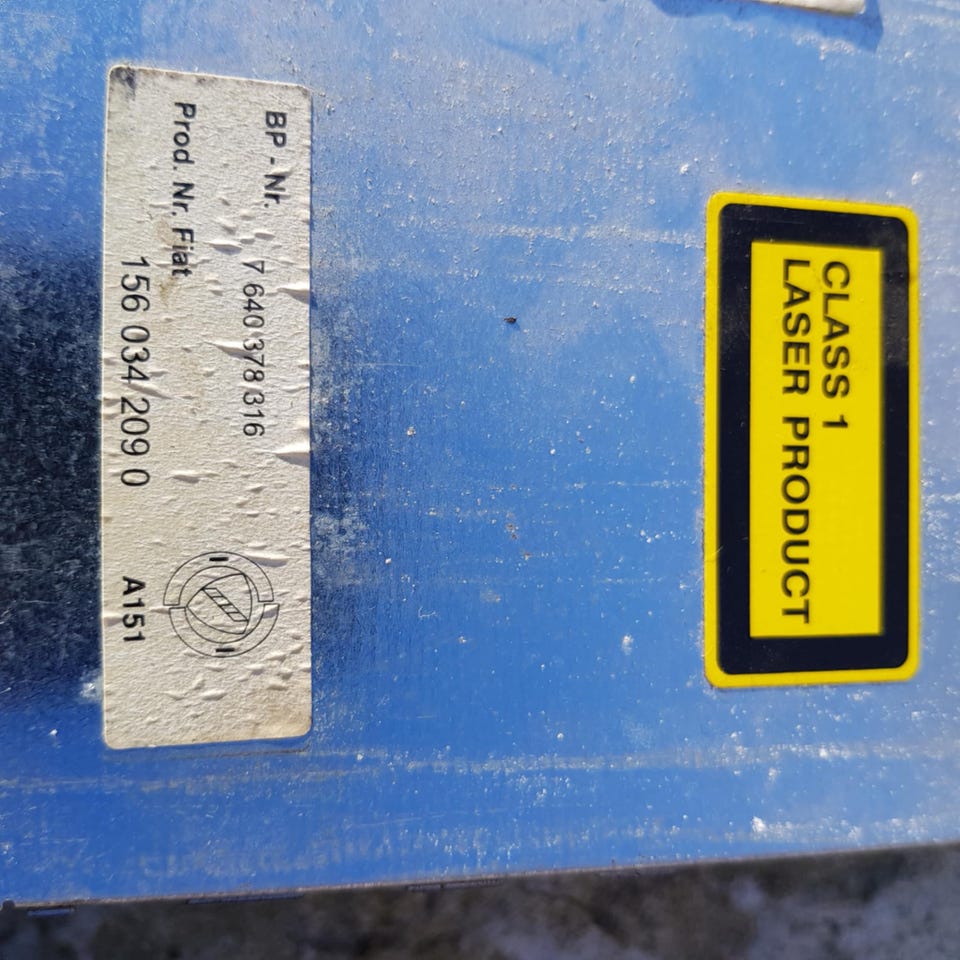 BP - Nr. 7 640 378 316
Prod. Nr. Fiat
156 034/209 0 A151
CLASS 1
LASER PRODUCT